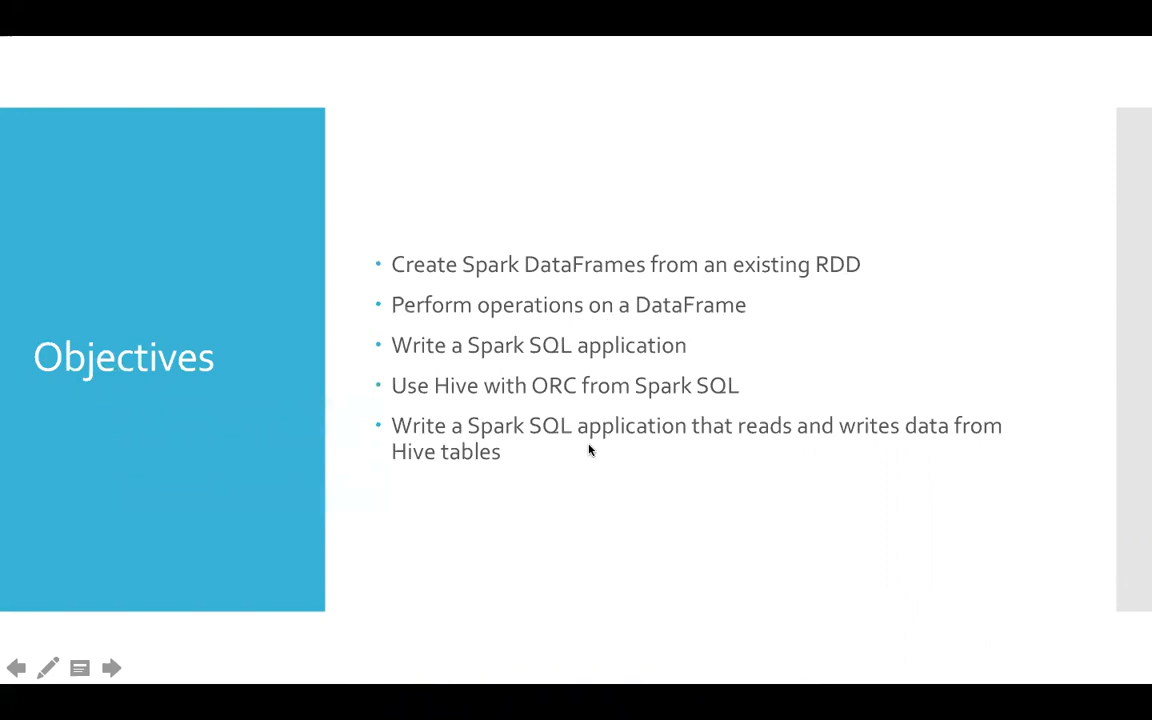 Objectives
• Create Spark DataFrames from an existing RDD
• Perform operations on a DataFrame
• Write a Spark SQL application
• Use Hive with ORC from Spark SQL
• Write a Spark SQL application that reads and writes data from
Hive tables